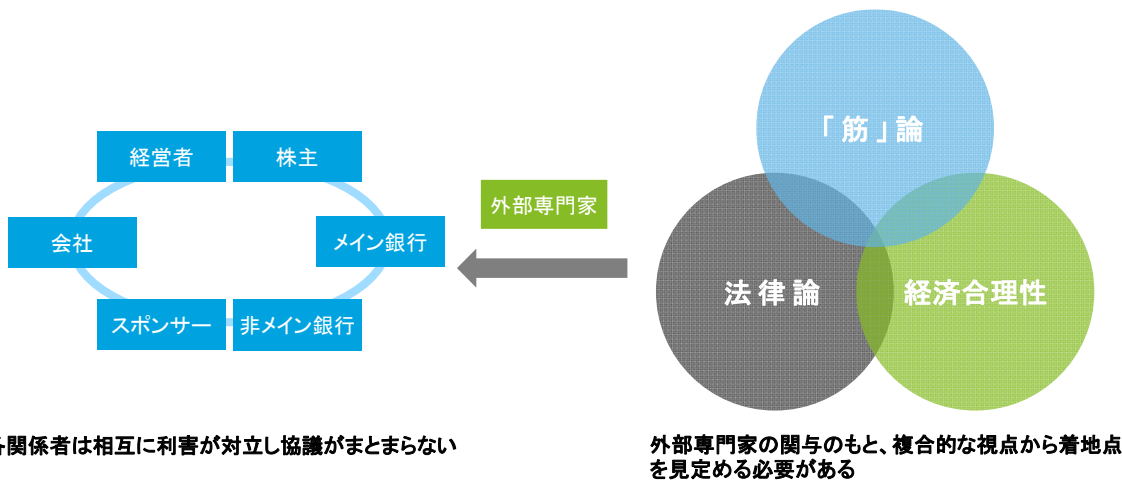 「筋」論
経営者
株主
外部専門家
会社
メイン銀行
法律論
経済合理性
スポンサー
非メイン銀行
各関係者は相互に利害が対立し協議がまとまらない
外部専門家の関与のもと、複合的な視点から着地点
を見定める必要がある